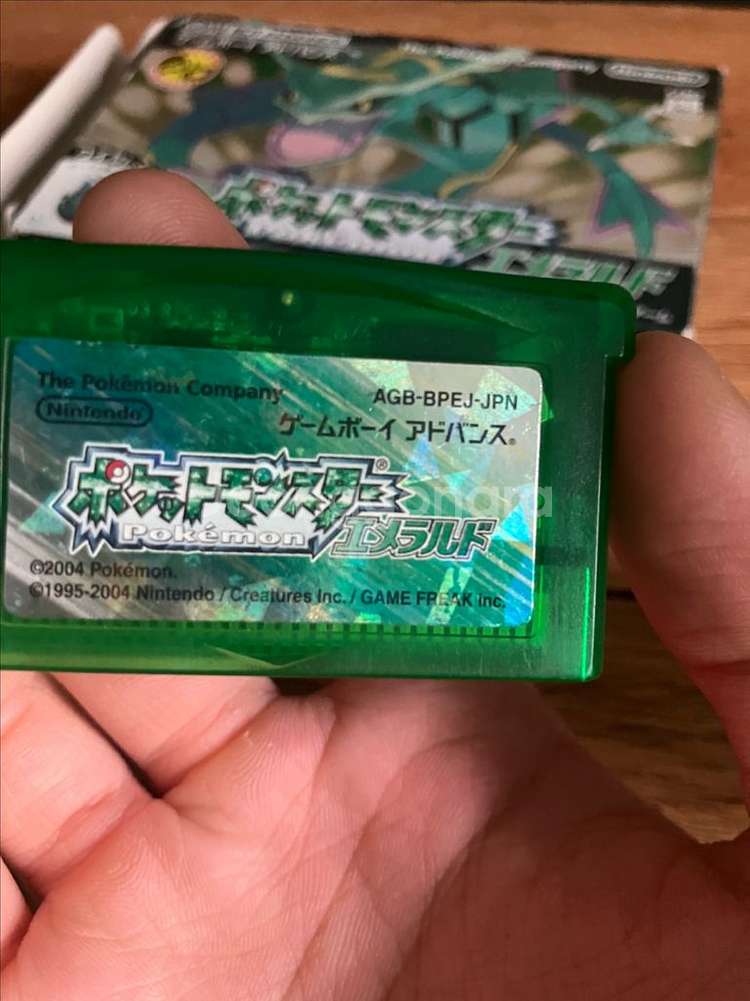 Nintendo
ポケットモンスター
エメラルド
The Pokémon Company
Nintendo
AGB-BPEJ-JPN
ゲームボーイ アドバンス®
ポケットモンスター®
Pokémon
エメラルド
©2004 Pokémon.
©1995-2004 Nintendo / Creatures Inc. / GAME FREAK inc.